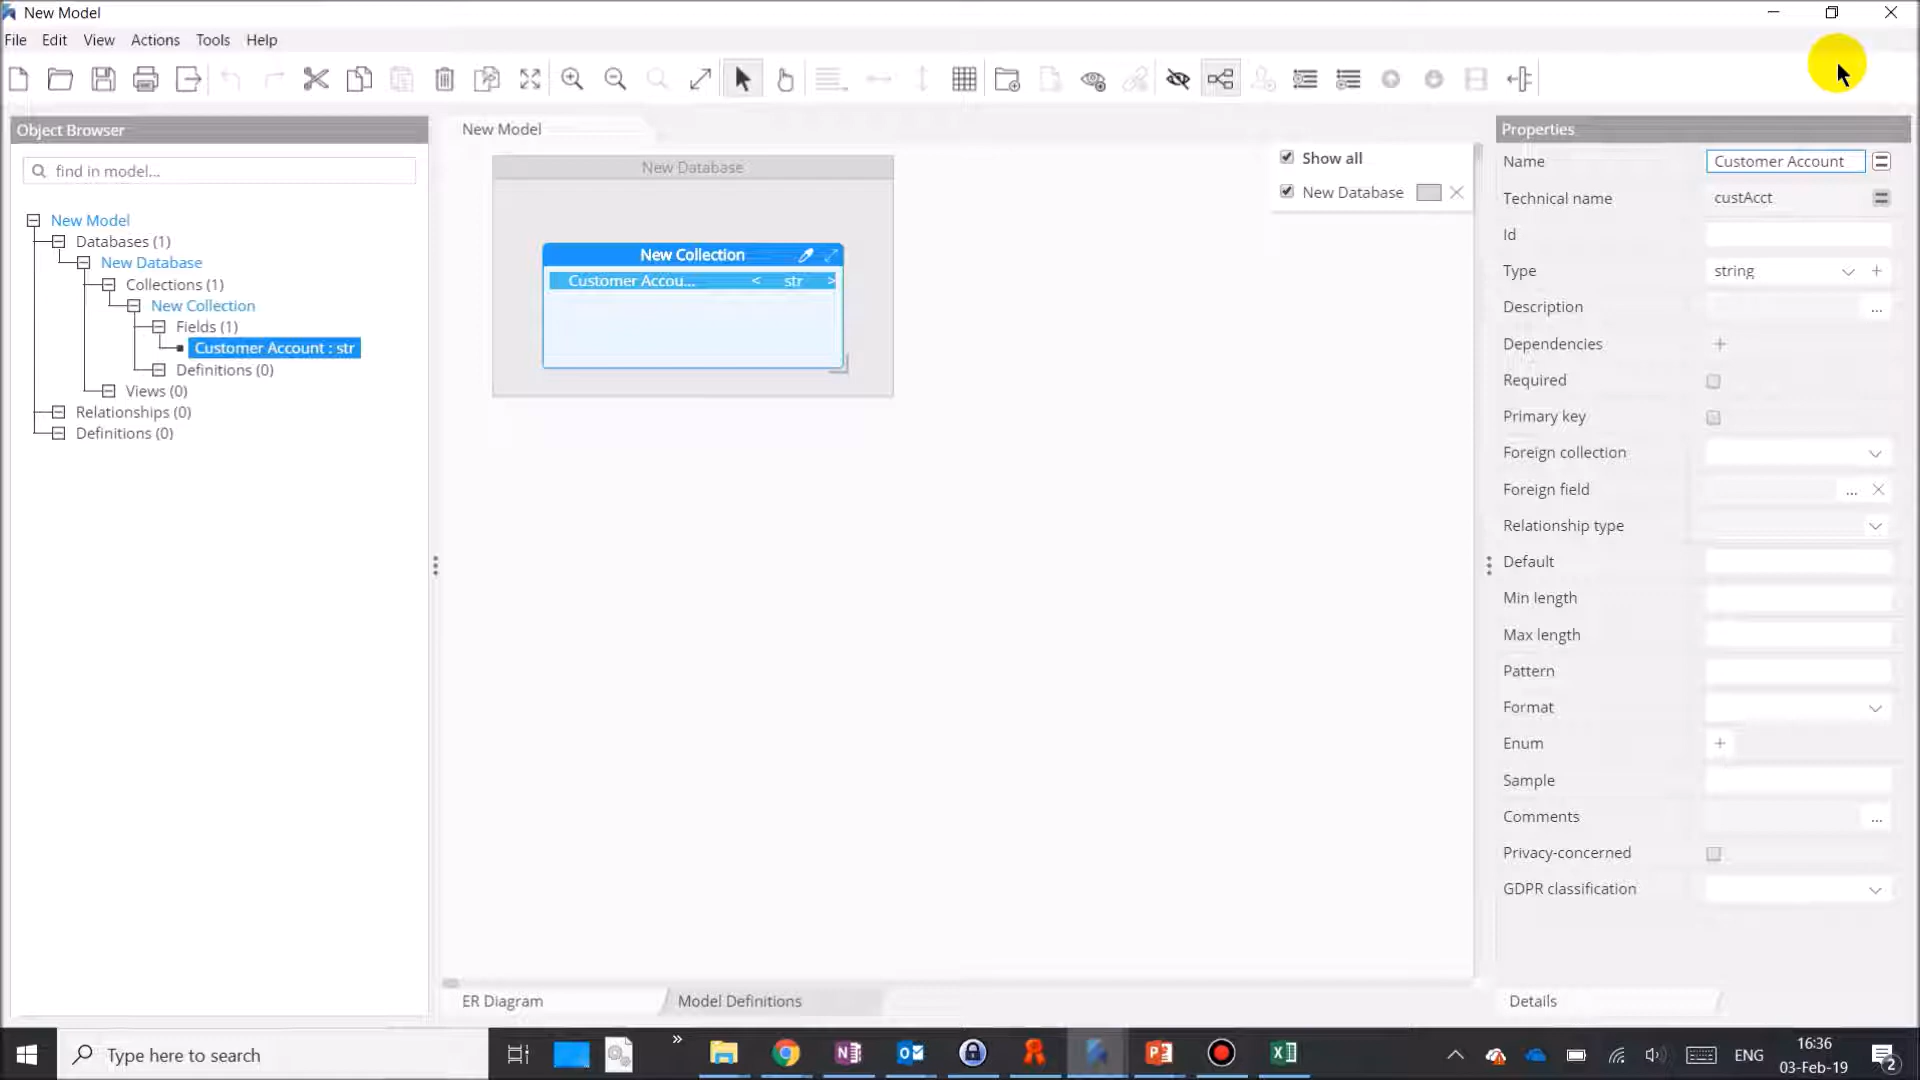 New Model
File Edit View Actions Tools Help
Object Browser
find in model...
New Model
Databases (1)
New Database
Collections (1)
New Collection
Fields (1)
Customer Account : str
Definitions (0)
Views (0)
Relationships (0)
Definitions (0)
New Model
New Database
New Collection
Customer Accou... < str >
Show all
New Database
ER Diagram
Model Definitions
Properties
Name Customer Account
Technical name custAcct
Id
Type string
Description ...
Dependencies
Required
Primary key
Foreign collection
Foreign field ...
Relationship type
Default
Min length
Max length
Pattern
Format
Enum
Sample
Comments ...
Privacy-concerned
GDPR classification
Details
Type here to search
ENG
16:36
03-Feb-19
2